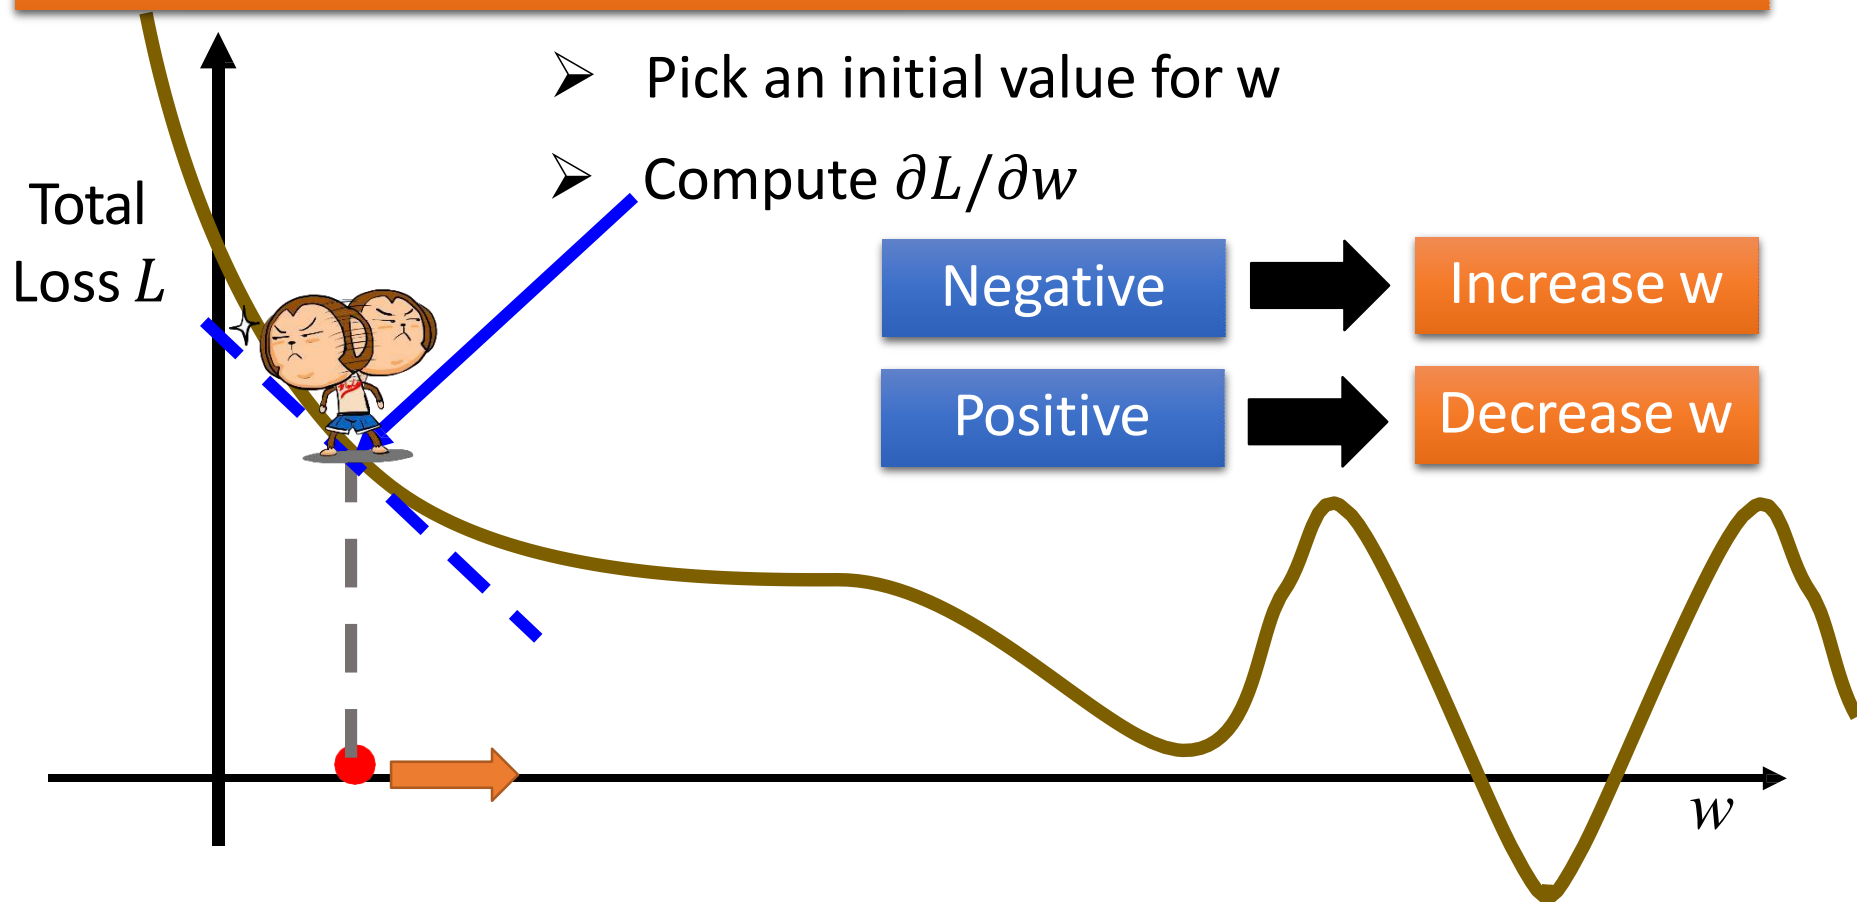 Pick an initial value for w
Compute ∂L/∂w
Total
Loss L
Negative
Increase w
Positive
Decrease w
w